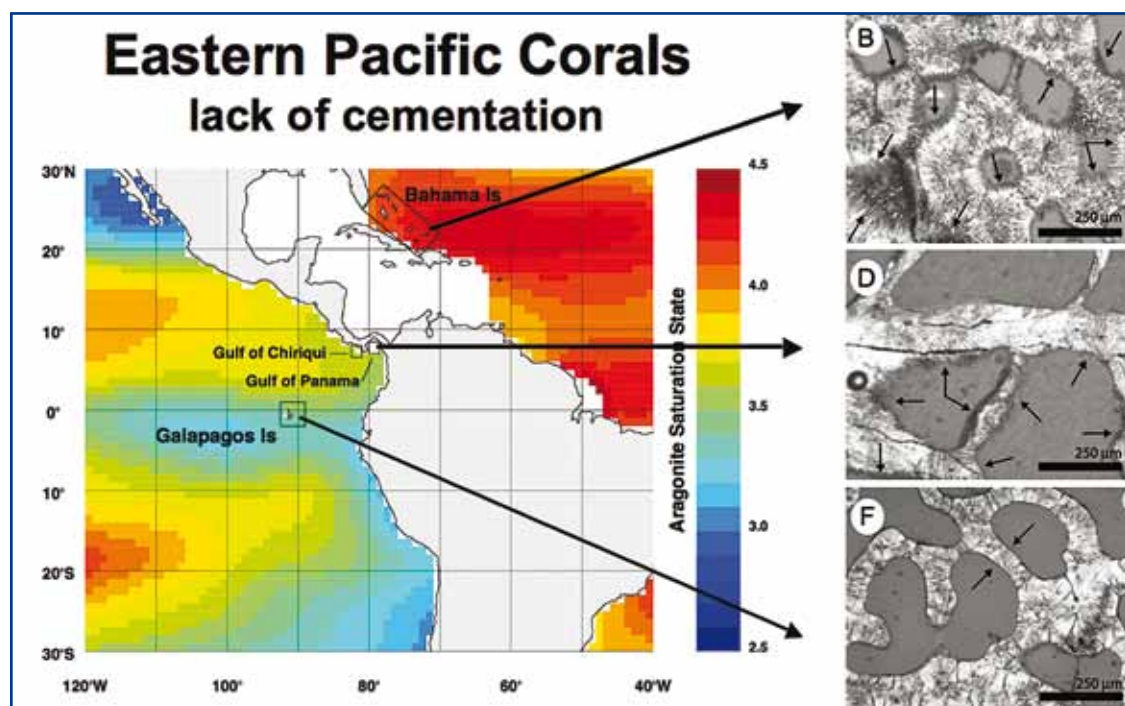 Eastern Pacific Corals
lack of cementation
30°N
20°
10°
0°
10°
20°S
30°S
120°W
100°
80°
60°
40°W
Bahama Is
Gulf of Chiriqui
Gulf of Panama
Galapagos Is
Aragonite Saturation State
4.5
4.0
3.5
3.0
2.5
B
250 µm
D
250 µm
F
250 µm